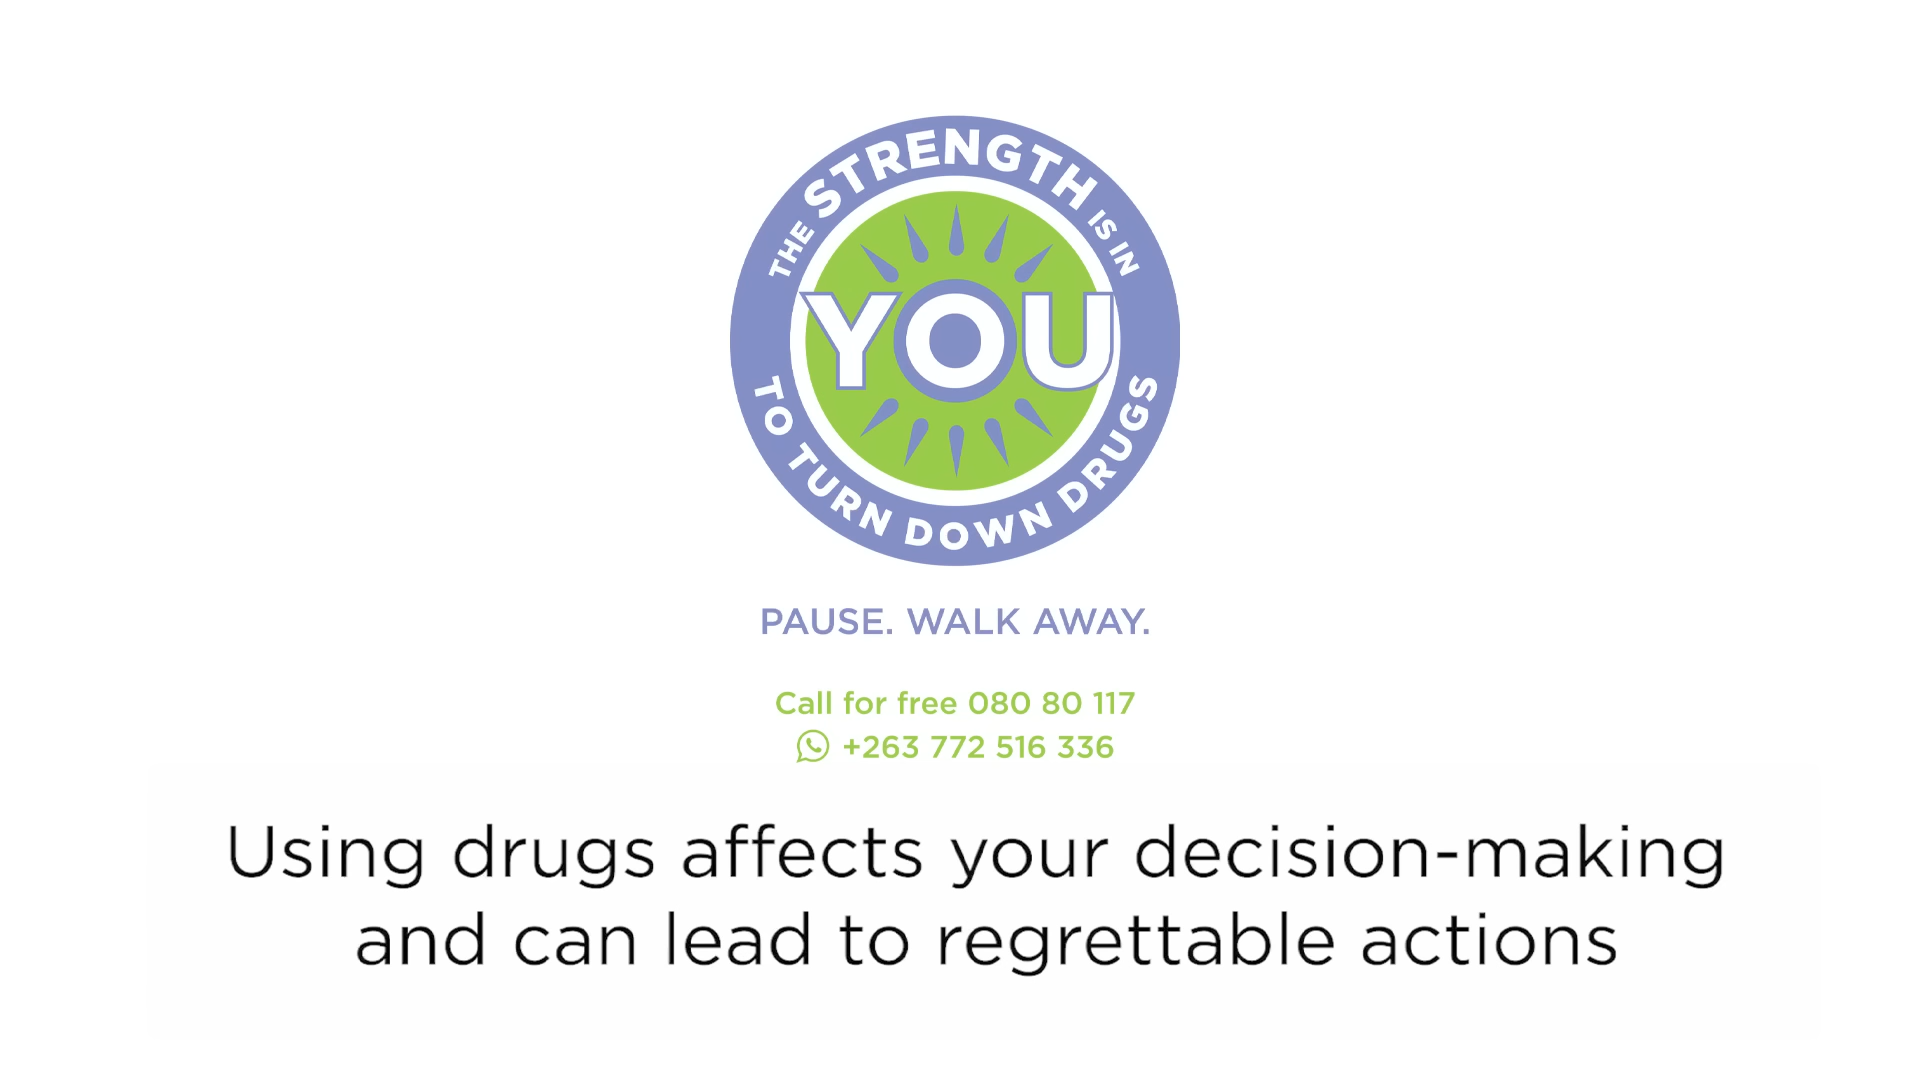 THE STRENGTH IS IN
YOU
TO TURN DOWN DRUGS
PAUSE. WALK AWAY.
Call for free 080 80 117
+263 772 516 336
Using drugs affects your decision-making
and can lead to regrettable actions